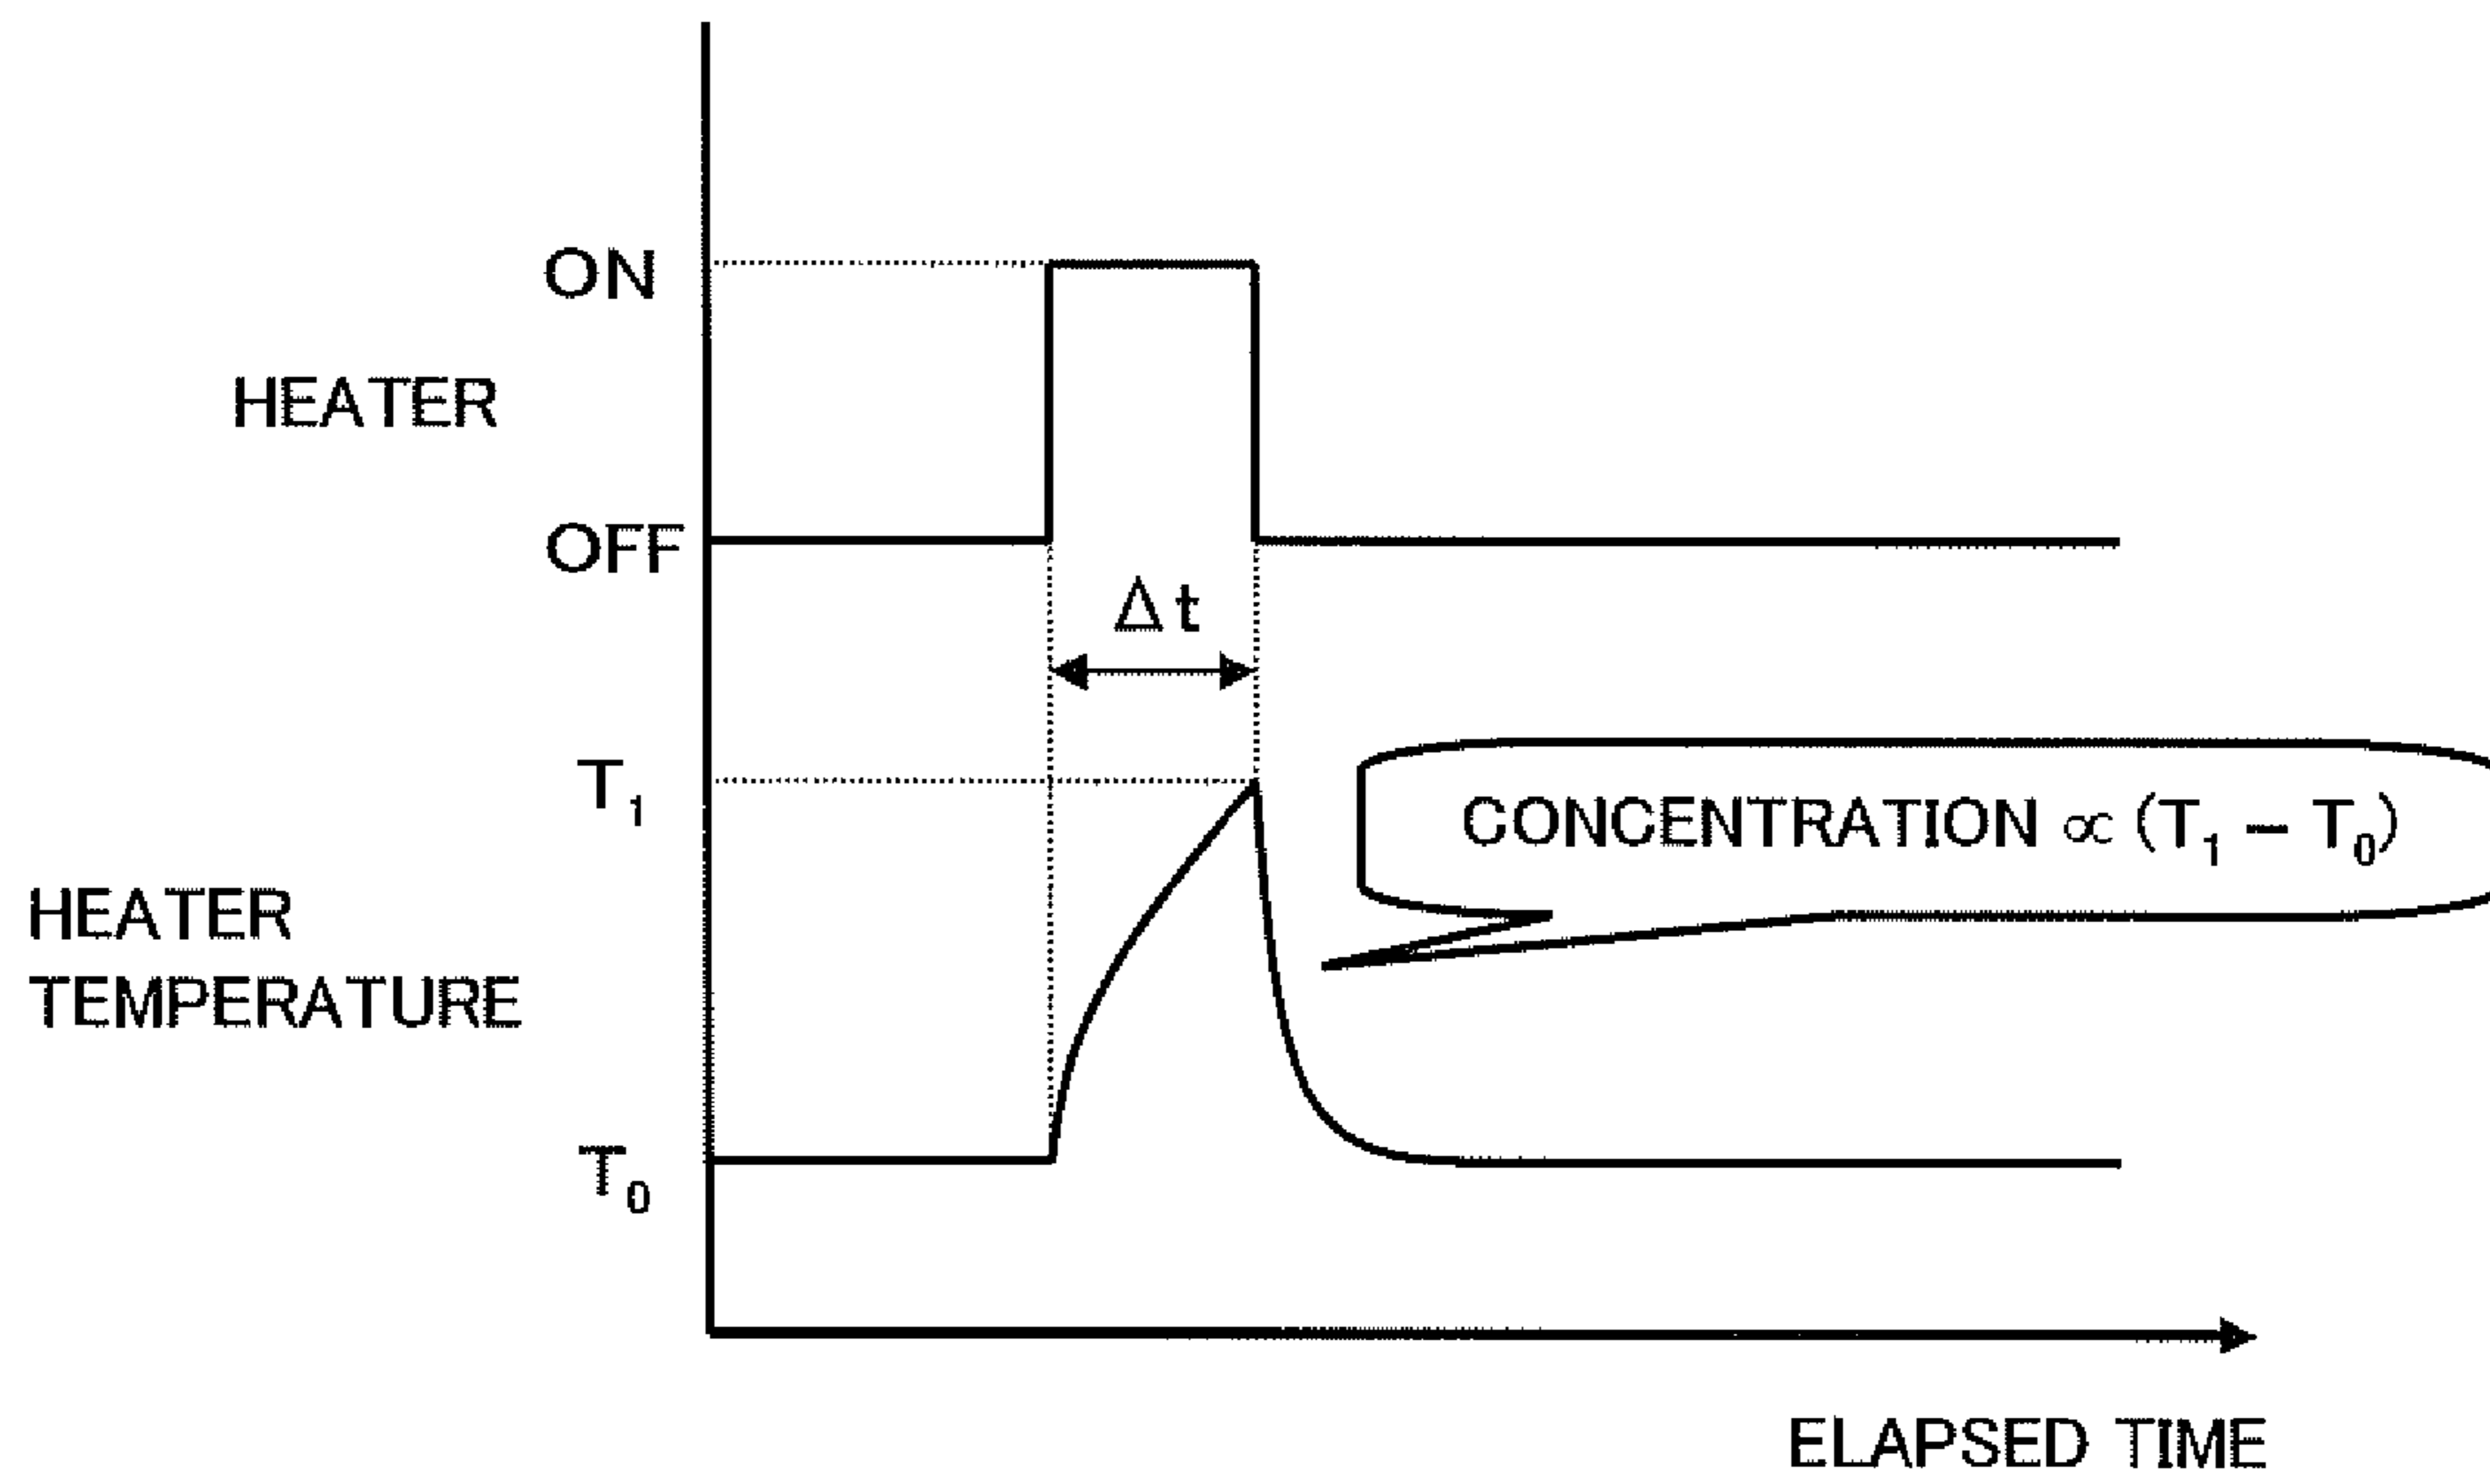 ON
HEATER
OFF
Δt
T₁
CONCENTRATION ∝ (T₁ − T₀)
HEATER
TEMPERATURE
T₀
ELAPSED TIME